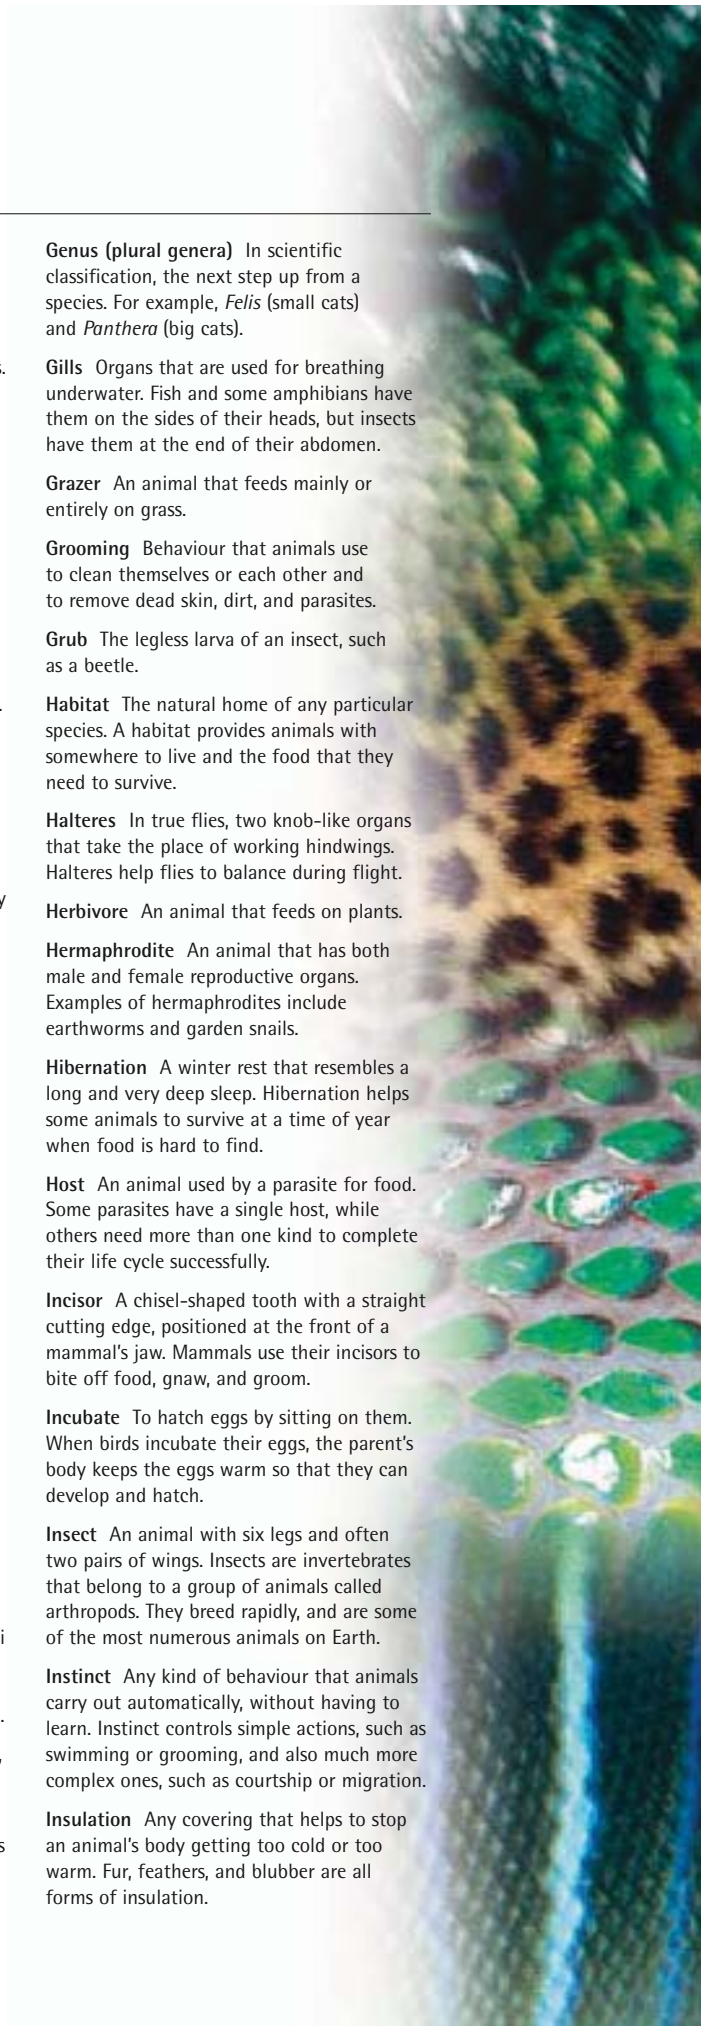 Genus (plural genera) In scientific
classification, the next step up from a
species. For example, Felis (small cats)
and Panthera (big cats).
Gills Organs that are used for breathing
underwater. Fish and some amphibians have
them on the sides of their heads, but insects
have them at the end of their abdomen.
Grazer An animal that feeds mainly or
entirely on grass.
Grooming Behaviour that animals use
to clean themselves or each other and
to remove dead skin, dirt, and parasites.
Grub The legless larva of an insect, such
as a beetle.
Habitat The natural home of any particular
species. A habitat provides animals with
somewhere to live and the food that they
need to survive.
Halteres In true flies, two knob-like organs
that take the place of working hindwings.
Halteres help flies to balance during flight.
Herbivore An animal that feeds on plants.
Hermaphrodite An animal that has both
male and female reproductive organs.
Examples of hermaphrodites include
earthworms and garden snails.
Hibernation A winter rest that resembles a
long and very deep sleep. Hibernation helps
some animals to survive at a time of year
when food is hard to find.
Host An animal used by a parasite for food.
Some parasites have a single host, while
others need more than one kind to complete
their life cycle successfully.
Incisor A chisel-shaped tooth with a straight
cutting edge, positioned at the front of a
mammal's jaw. Mammals use their incisors to
bite off food, gnaw, and groom.
Incubate To hatch eggs by sitting on them.
When birds incubate their eggs, the parent's
body keeps the eggs warm so that they can
develop and hatch.
Insect An animal with six legs and often
two pairs of wings. Insects are invertebrates
that belong to a group of animals called
arthropods. They breed rapidly, and are some
of the most numerous animals on Earth.
Instinct Any kind of behaviour that animals
carry out automatically, without having to
learn. Instinct controls simple actions, such as
swimming or grooming, and also much more
complex ones, such as courtship or migration.
Insulation Any covering that helps to stop
an animal's body getting too cold or too
warm. Fur, feathers, and blubber are all
forms of insulation.